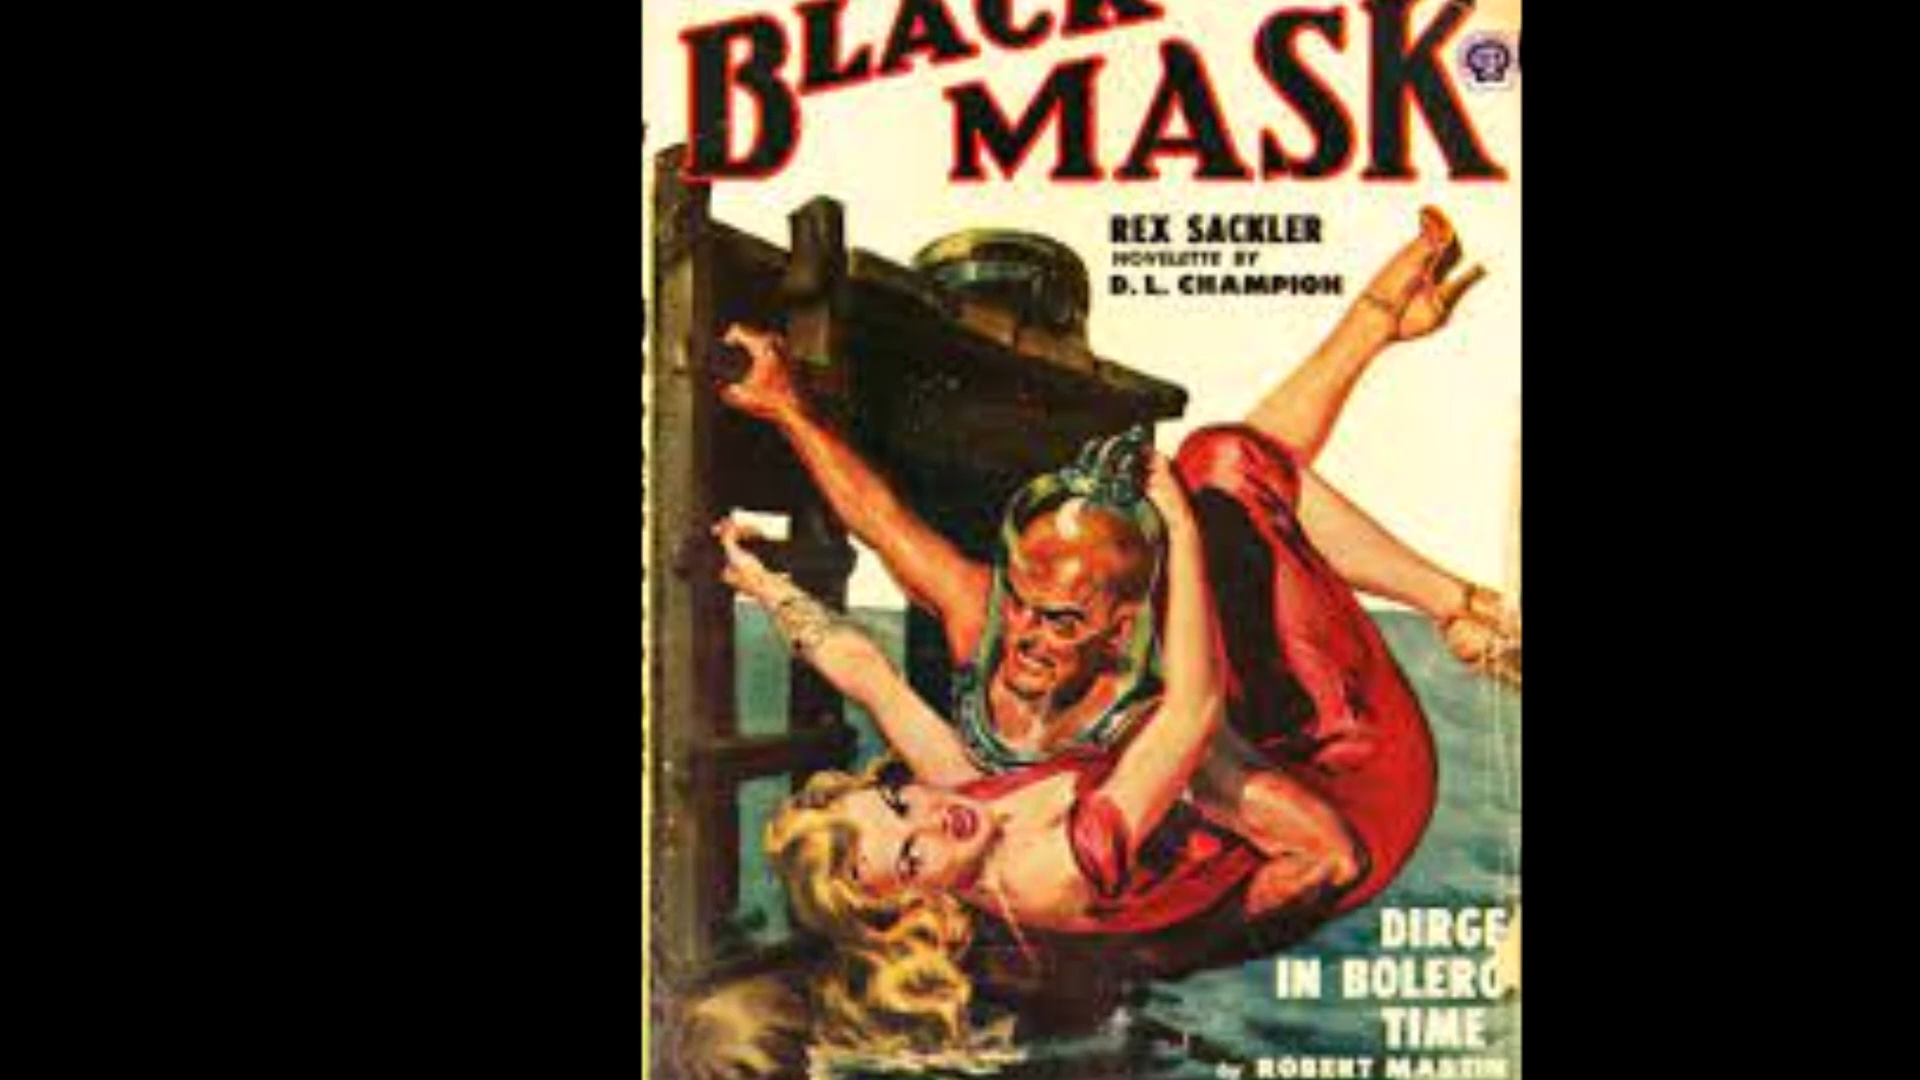 BLACK
MASK
REX SACKLER
NOVELETTE BY
D. L. CHAMPION
DIRGE
IN BOLERO
TIME
by ROBERT MARTIN